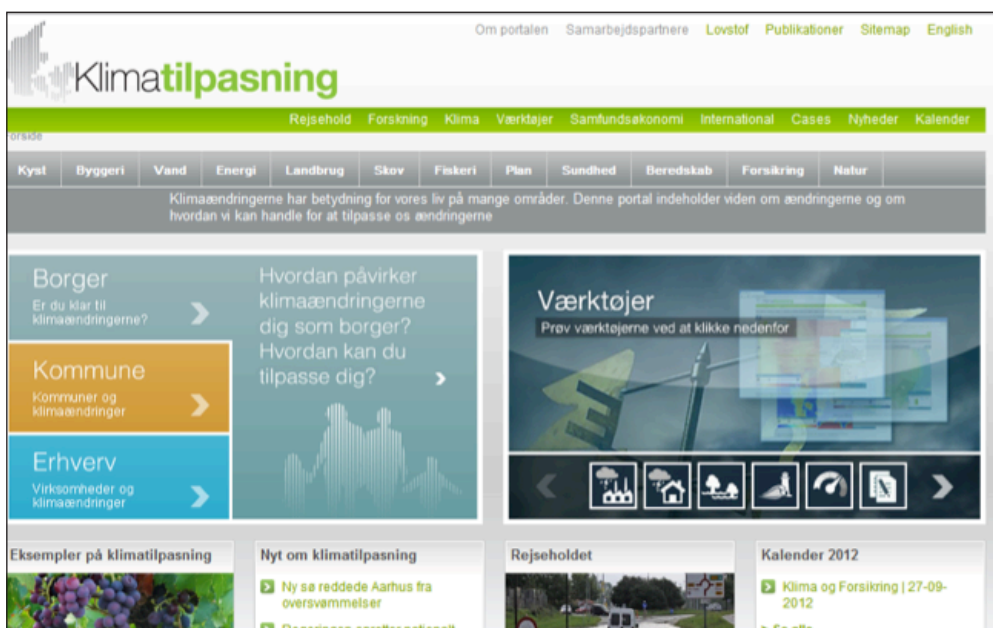 Om portalen Samarbejdspartnere Lovstof Publikationer Sitemap English
Klimatilpasning
Rejsehold Forskning Klima Værktøjer Samfundsøkonomi International Cases Nyheder Kalender
orside
Kyst Byggeri Vand Energi Landbrug Skov Fiskeri Plan Sundhed Beredskab Forsikring Natur
Klimaændringerne har betydning for vores liv på mange områder. Denne portal indeholder viden om ændringerne og om
hvordan vi kan handle for at tilpasse os ændringerne
Borger
Er du klar til
klimaændringerne?
Kommune
Kommuner og
klimaændringer
Erhverv
Virksomheder og
klimaændringer
Hvordan påvirker
klimaændringerne
dig som borger?
Hvordan kan du
tilpasse dig?
Værktøjer
Prøv værktøjerne ved at klikke nedenfor
Eksempler på klimatilpasning
Nyt om klimatilpasning
Ny sø reddede Aarhus fra
oversvømmelser
Rejseholdet
Kalender 2012
Klima og Forsikring | 27-09-
2012